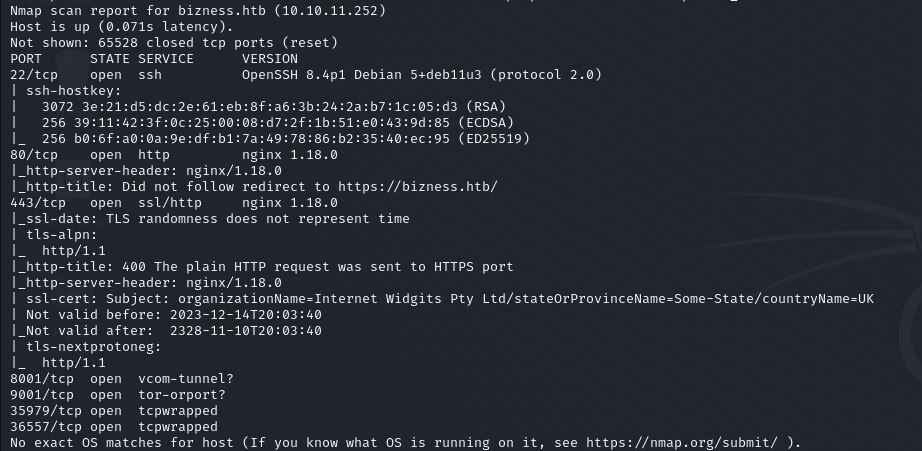 Nmap scan report for bizness.htb (10.10.11.252)
Host is up (0.071s latency).
Not shown: 65528 closed tcp ports (reset)
PORT      STATE SERVICE       VERSION
22/tcp    open  ssh           OpenSSH 8.4p1 Debian 5+deb11u3 (protocol 2.0)
| ssh-hostkey:
|   3072 3e:21:d5:dc:2e:61:eb:8f:a6:3b:24:2a:b7:1c:05:d3 (RSA)
|   256 39:11:42:3f:0c:25:00:08:d7:2f:1b:51:e0:43:9d:85 (ECDSA)
|_  256 b0:6f:a0:0a:9e:df:b1:7a:49:78:86:b2:35:40:ec:95 (ED25519)
80/tcp    open  http          nginx 1.18.0
|_http-server-header: nginx/1.18.0
|_http-title: Did not follow redirect to https://bizness.htb/
443/tcp   open  ssl/http      nginx 1.18.0
|_ssl-date: TLS randomness does not represent time
| tls-alpn:
|_  http/1.1
|_http-title: 400 The plain HTTP request was sent to HTTPS port
|_http-server-header: nginx/1.18.0
| ssl-cert: Subject: organizationName=Internet Widgits Pty Ltd/stateOrProvinceName=Some-State/countryName=UK
| Not valid before: 2023-12-14T20:03:40
|_Not valid after:  2328-11-10T20:03:40
| tls-nextprotoneg:
|_  http/1.1
8001/tcp  open  vcom-tunnel?
9001/tcp  open  tor-orport?
35979/tcp open  tcpwrapped
36557/tcp open  tcpwrapped
No exact OS matches for host (If you know what OS is running on it, see https://nmap.org/submit/ ).